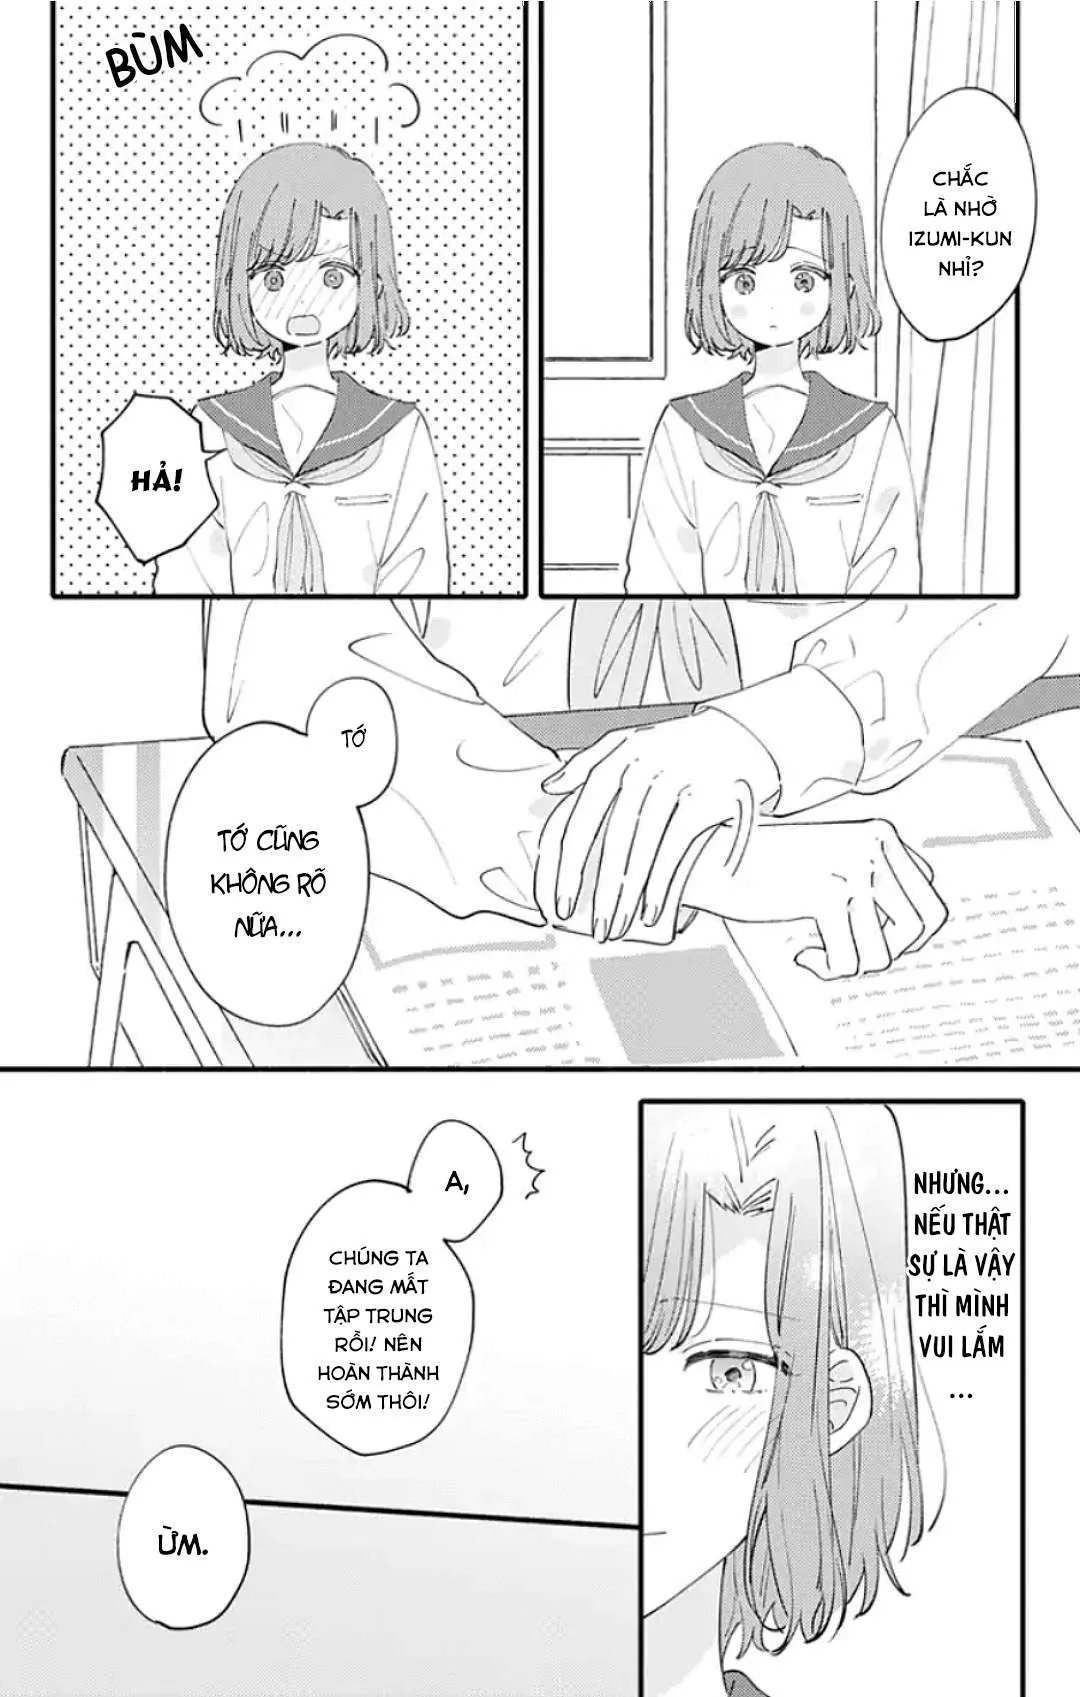 CHẮC
LÀ NHỜ
IZUMI-KUN
NHỈ?
BÙM
HẢ!
TỚ
TỚ CŨNG
KHÔNG RÕ
NỮA...
NHƯNG...
NẾU THẬT
SỰ LÀ VẬY
THÌ MÌNH
VUI LẮM
...
A,
CHÚNG TA
ĐANG MẤT
TẬP TRUNG
RỒI! NÊN
HOÀN THÀNH
SỚM THÔI!
ỪM.